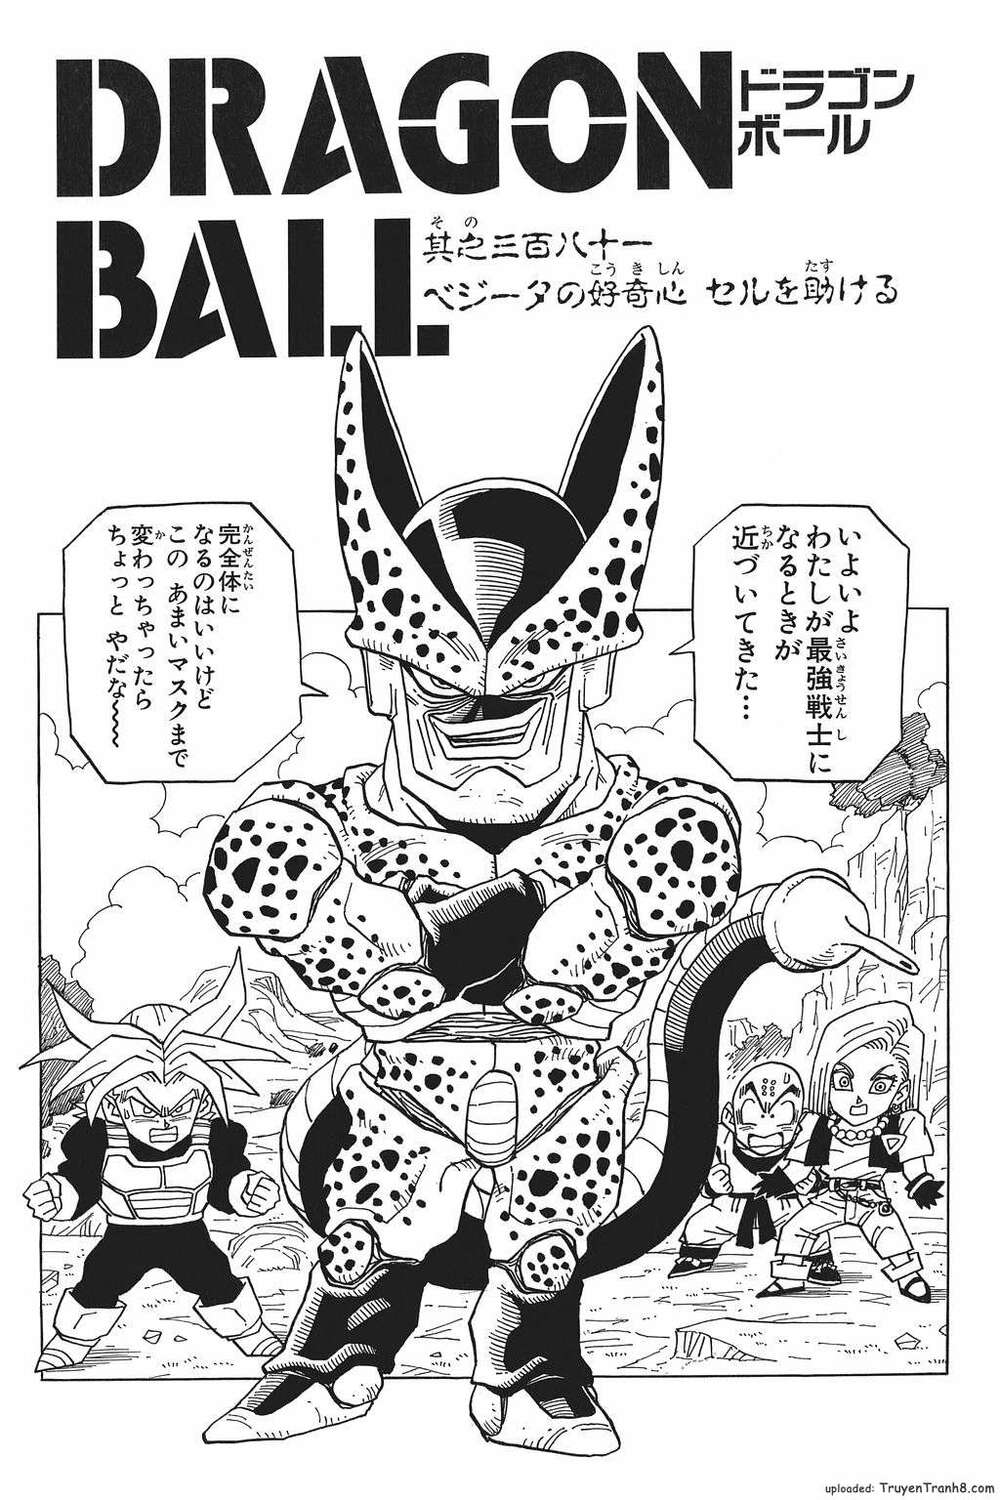 DRAGON
BALL
ドラゴン
ボール
其之三百八十一
ベジータの好奇心 セルを助ける
いよいよ
わたしが最強戦士に
なるときが
近づいてきた…
完全体に
なるのはいいけど
この あまいマスクまで
変わっちゃったら
ちょっと やだな〜〜〜
uploaded: TruyenTranh8.com